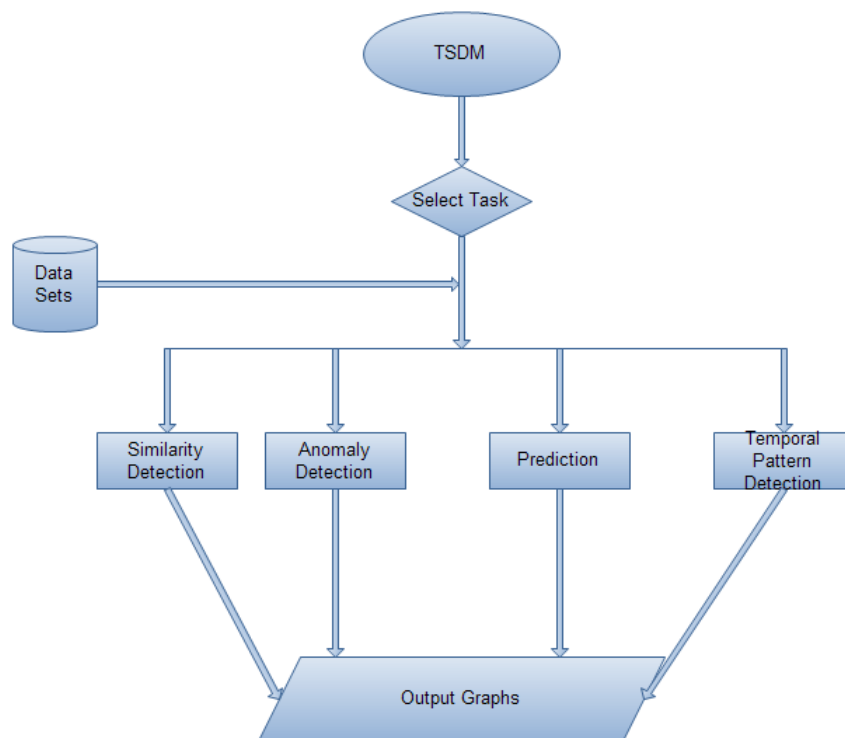 TSDM
Select Task
Data
Sets
Similarity
Detection
Anomaly
Detection
Prediction
Temporal
Pattern
Detection
Output Graphs